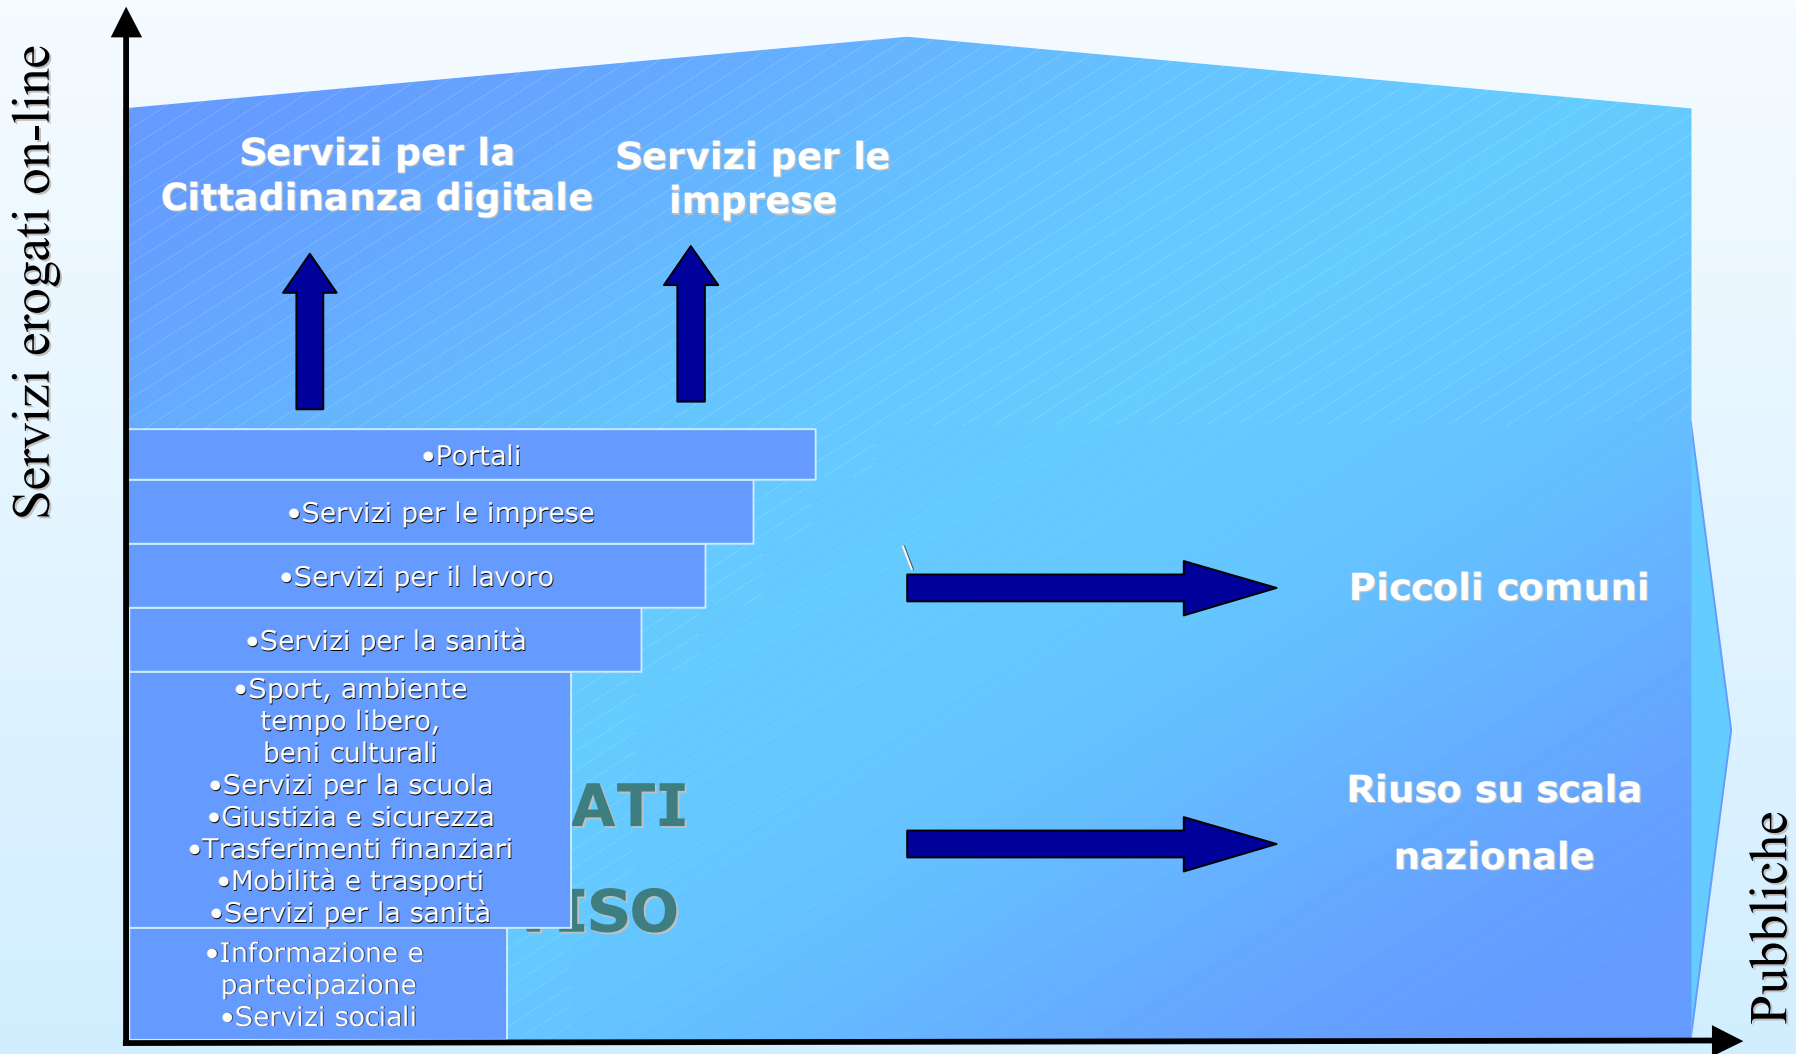 Servizi erogati on-line
Servizi per la
Cittadinanza digitale
Servizi per le
imprese
•Portali
•Servizi per le imprese
•Servizi per il lavoro
•Servizi per la sanità
•Sport, ambiente
tempo libero,
beni culturali
•Servizi per la scuola
•Giustizia e sicurezza
•Trasferimenti finanziari
•Mobilità e trasporti
•Servizi per la sanità
•Informazione e
partecipazione
•Servizi sociali
ATI
ISO
Piccoli comuni
Riuso su scala
nazionale
Pubbliche